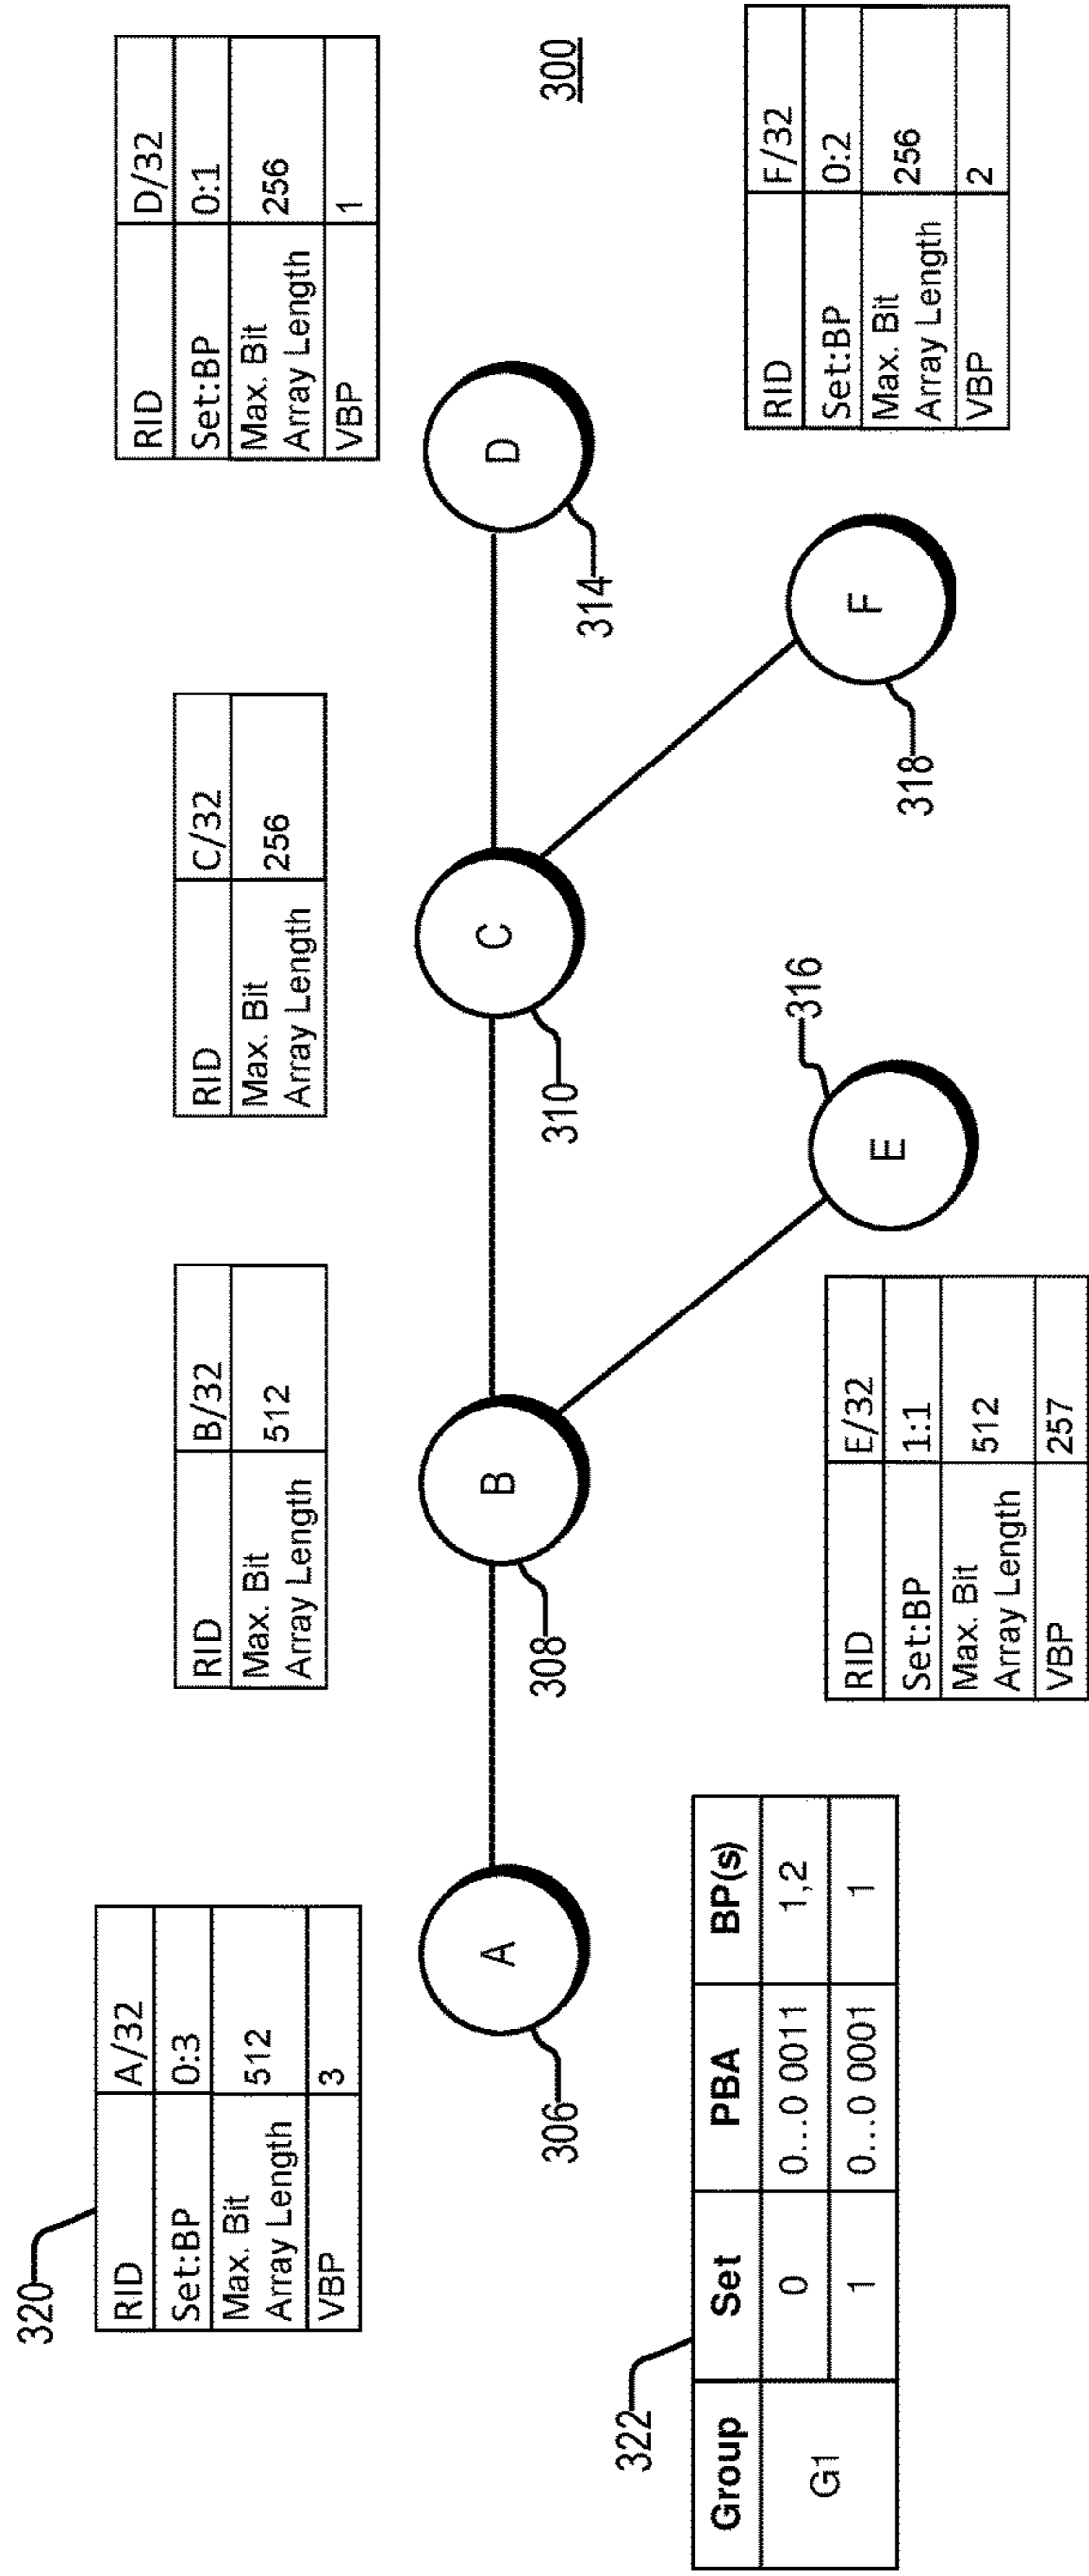 320
RID A/32
Set:BP 0:3
Max. Bit
Array Length 512
VBP 3
RID B/32
Max. Bit
Array Length 512
RID C/32
Max. Bit
Array Length 256
RID D/32
Set:BP 0:1
Max. Bit
Array Length 256
VBP 1
300
A
306
B
308
C
310
D
314
E
316
F
318
322
Group Set PBA BP(s)
G1
0 0...0 0011 1,2
1 0...0 0001 1
RID E/32
Set:BP 1:1
Max. Bit
Array Length 512
VBP 257
RID F/32
Set:BP 0:2
Max. Bit
Array Length 256
VBP 2